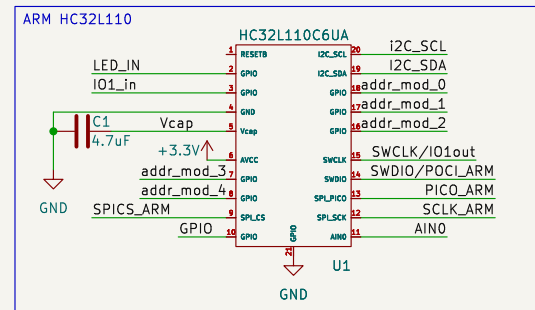 ARM HC32L110
HC32L110C6UA
1 RESETB I2C_SCL 20 i2C_SCL
LED_IN 2 GPIO I2C_SDA 19 I2C_SDA
IO1_in 3 GPIO GPIO 18 addr_mod_0
4 GND GPIO 17 addr_mod_1
C1 4.7uF Vcap 5 Vcap GPIO 16 addr_mod_2
+3.3V 6 AVCC SWCLK 15 SWCLK/IO1out
addr_mod_3 7 GPIO SWDIO 14 SWDIO/POCI_ARM
addr_mod_4 8 GPIO SPI_PICO 13 PICO_ARM
SPICS_ARM 9 SPI_CS SPI_SCK 12 SCLK_ARM
GPIO 10 GPIO AIN0 11 AIN0
GPIO
21
GND
U1
GND